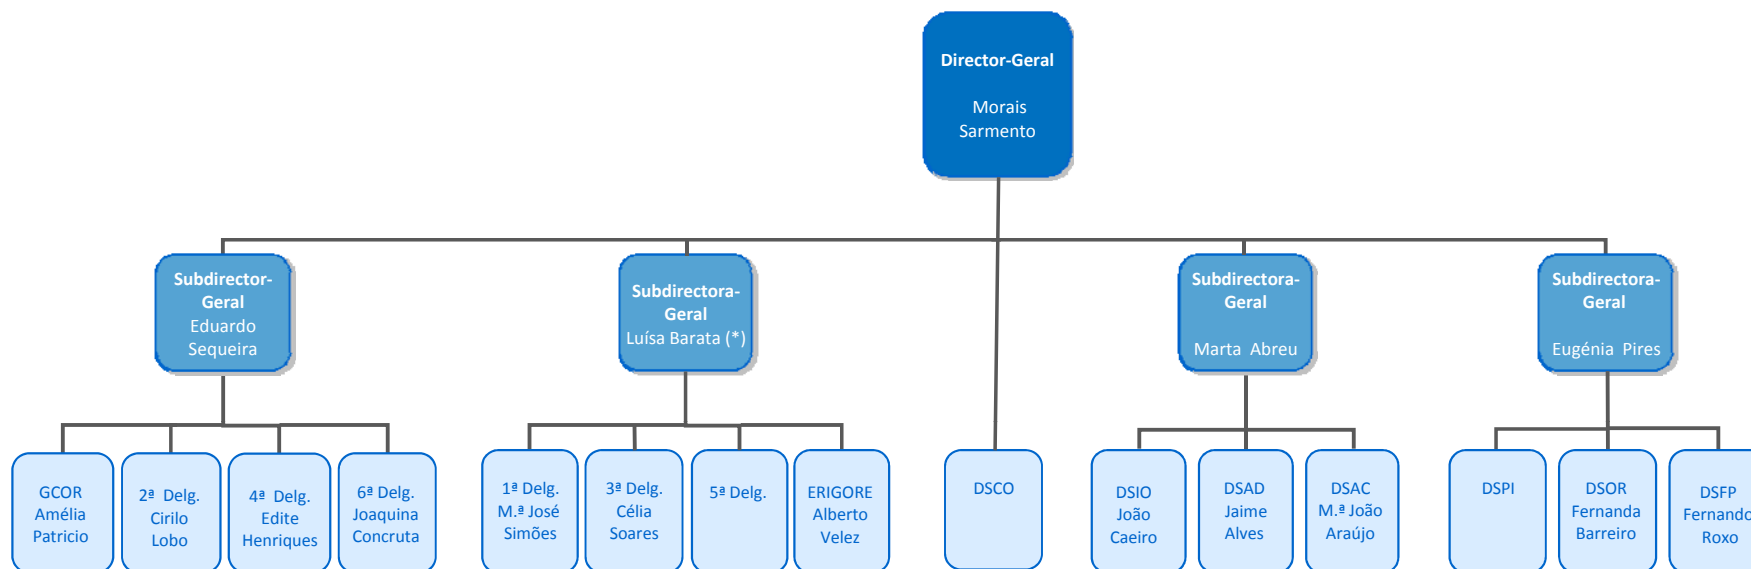 Director-Geral
Morais
Sarmento
Subdirector-
Geral
Eduardo
Sequeira
Subdirectora-
Geral
Luísa Barata (*)
Subdirectora-
Geral
Marta Abreu
Subdirectora-
Geral
Eugénia Pires
GCOR
Amélia
Patricio
2ª Delg.
Cirilo
Lobo
4ª Delg.
Edite
Henriques
6ª Delg.
Joaquina
Concruta
1ª Delg.
M.ª José
Simões
3ª Delg.
Célia
Soares
5ª Delg.
ERIGORE
Alberto
Velez
DSCO
DSIO
João
Caeiro
DSAD
Jaime
Alves
DSAC
M.ª João
Araújo
DSPI
DSOR
Fernanda
Barreiro
DSFP
Fernando
Roxo